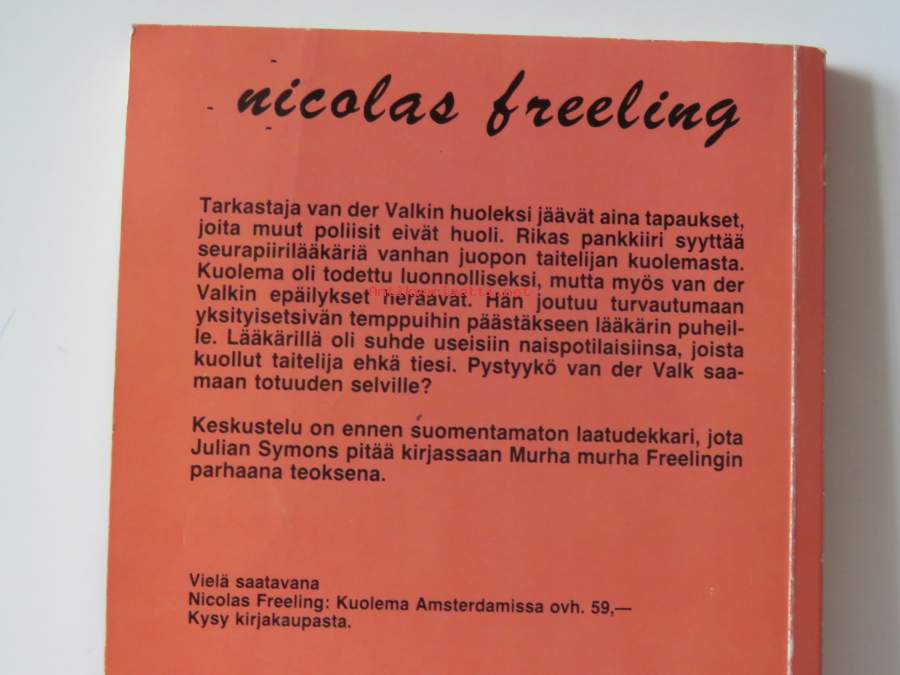 nicolas freeling
Tarkastaja van der Valkin huoleksi jäävät aina tapaukset,
joita muut poliisit eivät huoli. Rikas pankkiiri syyttää
seurapiirilääkäriä vanhan juopon taitelijan kuolemasta.
Kuolema oli todettu luonnolliseksi, mutta myös van der
Valkin epäilykset heräävät. Hän joutuu turvautumaan
yksityisetsivän temppuihin päästäkseen lääkärin puheil-
le. Lääkärillä oli suhde useisiin naispotilaisiinsa, joista
kuollut taitelija ehkä tiesi. Pystyykö van der Valk saa-
maan totuuden selville?
Keskustelu on ennen suomentamaton laatudekkari, jota
Julian Symons pitää kirjassaan Murha murha Freelingin
parhaana teoksena.
Vielä saatavana
Nicolas Freeling: Kuolema Amsterdamissa ovh. 59,—
Kysy kirjakaupasta.